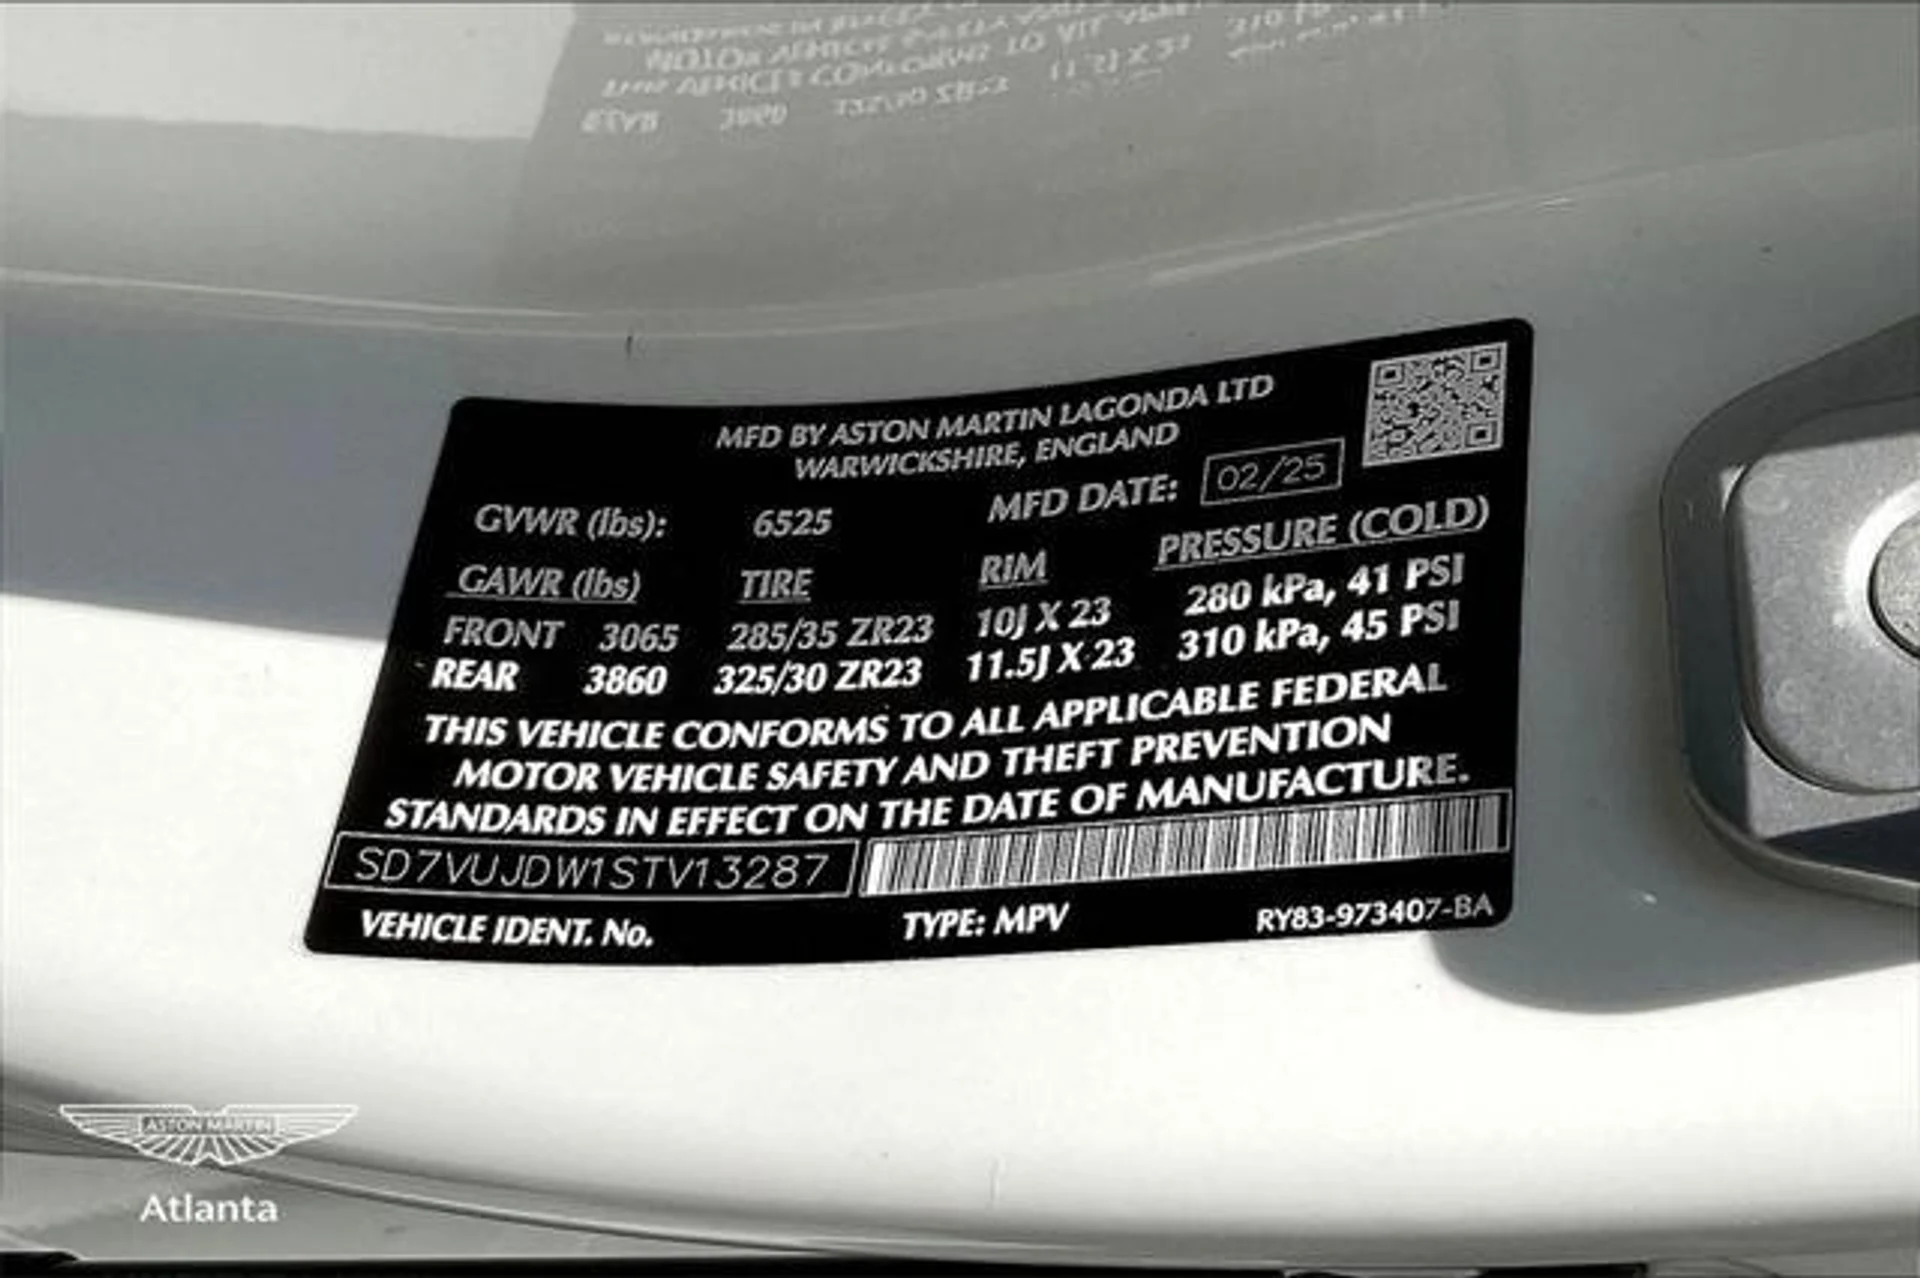 MFD BY ASTON MARTIN LAGONDA LTD
WARWICKSHIRE, ENGLAND
MFD DATE: 02/25
GVWR (lbs): 6525
GAWR (lbs) TIRE RIM PRESSURE (COLD)
FRONT 3065 285/35 ZR23 10J X 23 280 kPa, 41 PSI
REAR 3860 325/30 ZR23 11.5J X 23 310 kPa, 45 PSI
THIS VEHICLE CONFORMS TO ALL APPLICABLE FEDERAL
MOTOR VEHICLE SAFETY AND THEFT PREVENTION
STANDARDS IN EFFECT ON THE DATE OF MANUFACTURE.
SD7VUJDW1STV13287
VEHICLE IDENT. No. TYPE: MPV RY83-973407-BA
ASTON MARTIN
Atlanta